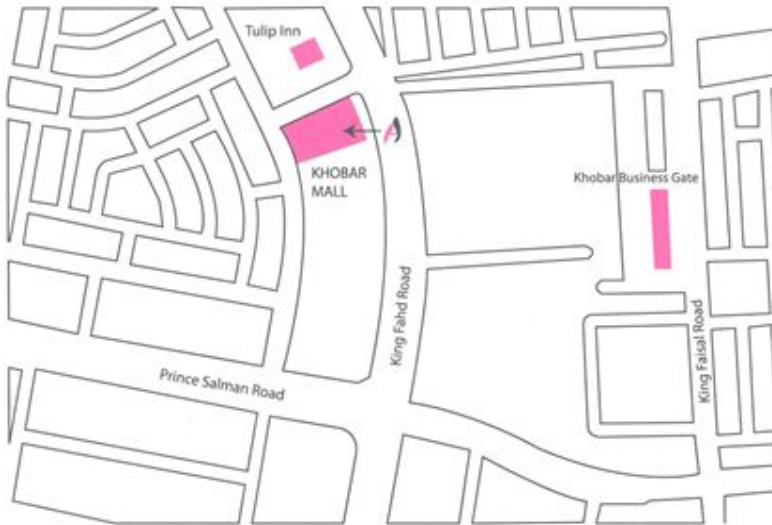 Tulip Inn
KHOBAR
MALL
Khobar Business Gate
King Fahd Road
King Faisal Road
Prince Salman Road